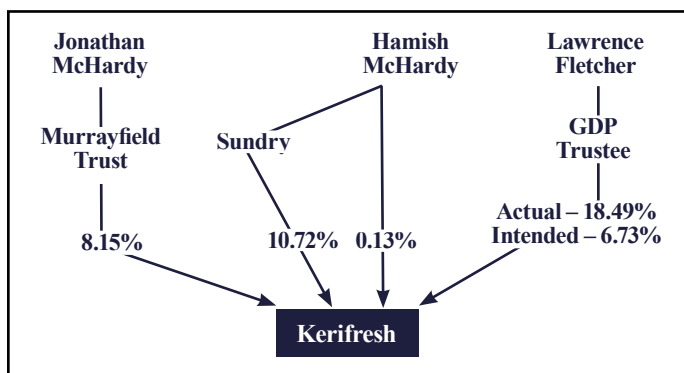 Jonathan
McHardy
Hamish
McHardy
Lawrence
Fletcher
Murrayfield
Trust
Sundry
GDP
Trustee
8.15%
10.72%
0.13%
Actual – 18.49%
Intended – 6.73%
Kerifresh